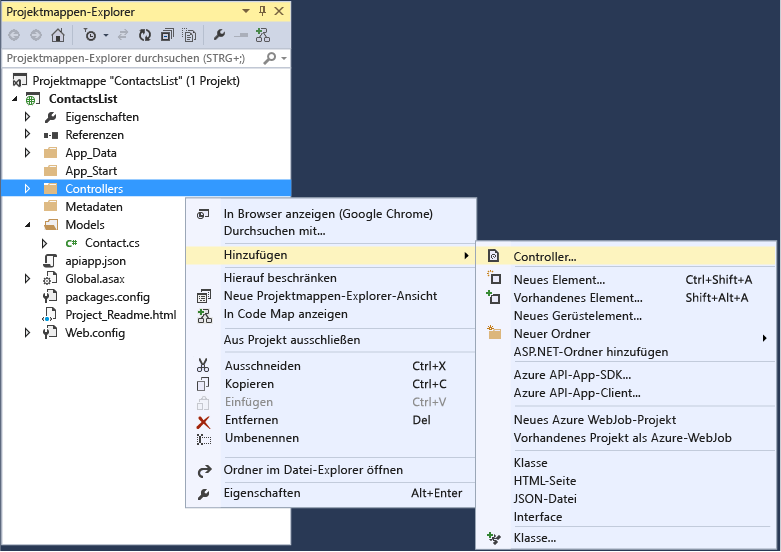 Projektmappen-Explorer
Projektmappen-Explorer durchsuchen (STRG+;)
Projektmappe "ContactsList" (1 Projekt)
ContactsList
Eigenschaften
Referenzen
App_Data
App_Start
Controllers
Metadaten
Models
C# Contact.cs
apiapp.json
Global.asax
packages.config
Project_Readme.html
Web.config
In Browser anzeigen (Google Chrome)
Durchsuchen mit...
Hinzufügen
Hierauf beschränken
Neue Projektmappen-Explorer-Ansicht
In Code Map anzeigen
Aus Projekt ausschließen
Ausschneiden Ctrl+X
Kopieren Ctrl+C
Einfügen Ctrl+V
Entfernen Del
Umbenennen
Ordner im Datei-Explorer öffnen
Eigenschaften Alt+Enter
Controller...
Neues Element... Ctrl+Shift+A
Vorhandenes Element... Shift+Alt+A
Neues Gerüstelement...
Neuer Ordner
ASP.NET-Ordner hinzufügen
Azure API-App-SDK...
Azure API-App-Client...
Neues Azure WebJob-Projekt
Vorhandenes Projekt als Azure-WebJob
Klasse
HTML-Seite
JSON-Datei
Interface
Klasse...